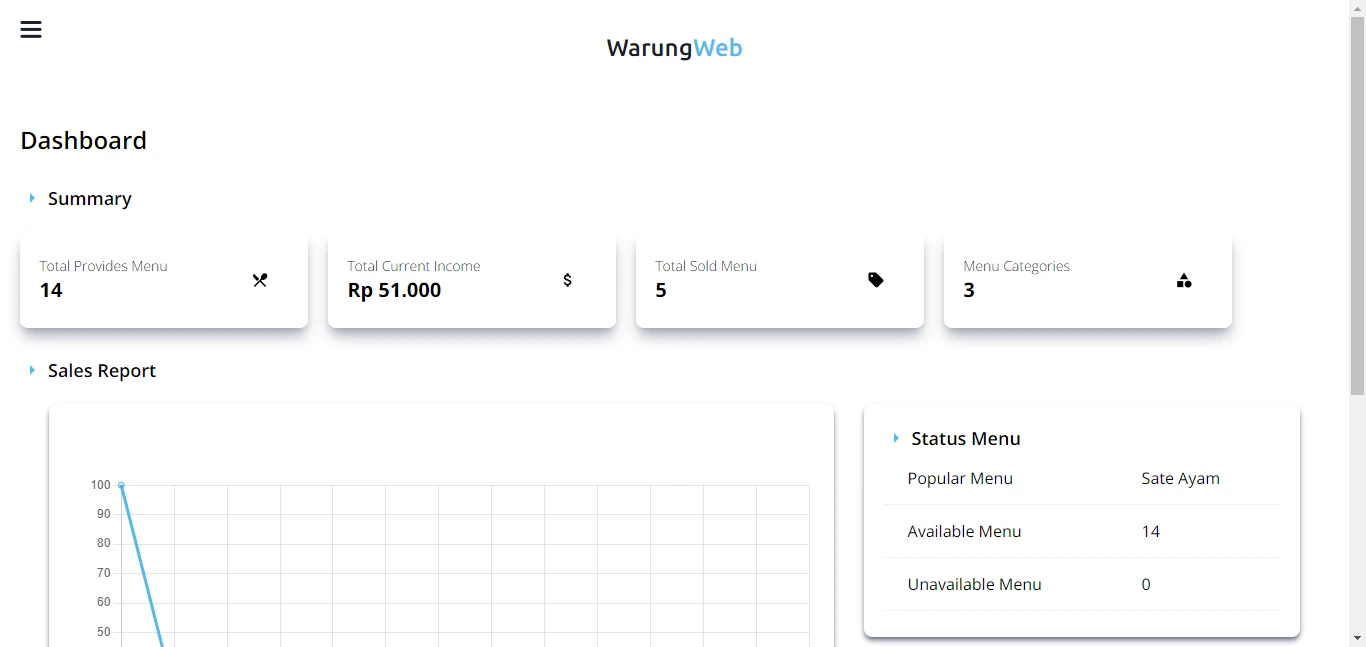 WarungWeb
Dashboard
Summary
Total Provides Menu
14
Total Current Income
Rp 51.000
$
Total Sold Menu
5
Menu Categories
3
Sales Report
100
90
80
70
60
50
Status Menu
Popular Menu Sate Ayam
Available Menu 14
Unavailable Menu 0